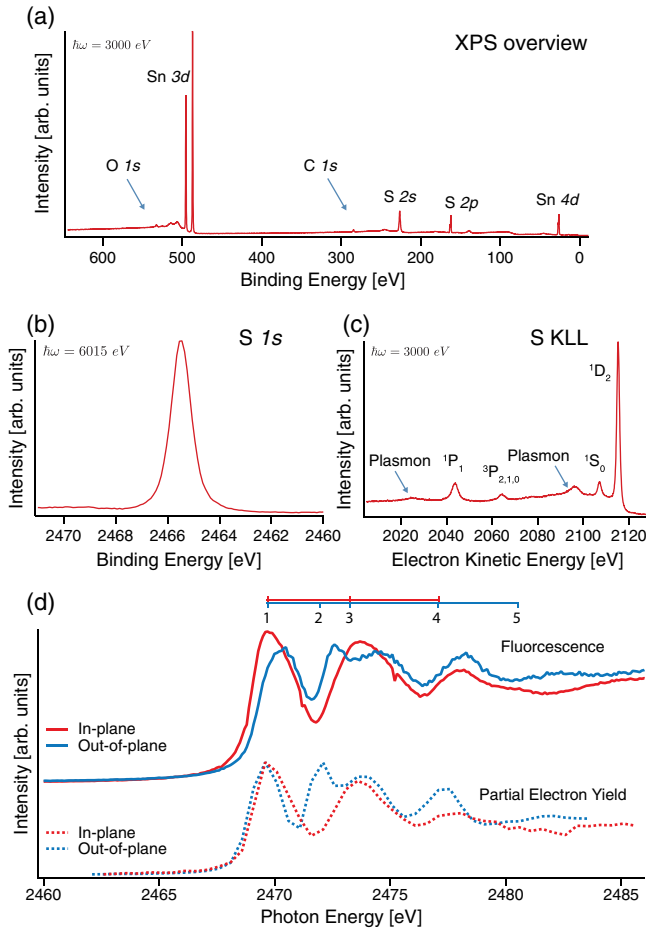 (a)
ħω = 3000 eV
XPS overview
Sn 3d
O 1s
C 1s
S 2s
S 2p
Sn 4d
Intensity [arb. units]
600 500 400 300 200 100 0
Binding Energy [eV]
(b)
S 1s
ħω = 6015 eV
Intensity [arb. units]
2470 2468 2466 2464 2462 2460
Binding Energy [eV]
(c)
S KLL
ħω = 3000 eV
¹D₂
Plasmon
¹P₁
³P₂,₁,₀
Plasmon
¹S₀
Intensity [arb. units]
2020 2040 2060 2080 2100 2120
Electron Kinetic Energy [eV]
(d)
1 2 3 4 5
Fluorescence
In-plane
Out-of-plane
Partial Electron Yield
In-plane
Out-of-plane
Intensity [arb. units]
2460 2465 2470 2475 2480 2485
Photon Energy [eV]